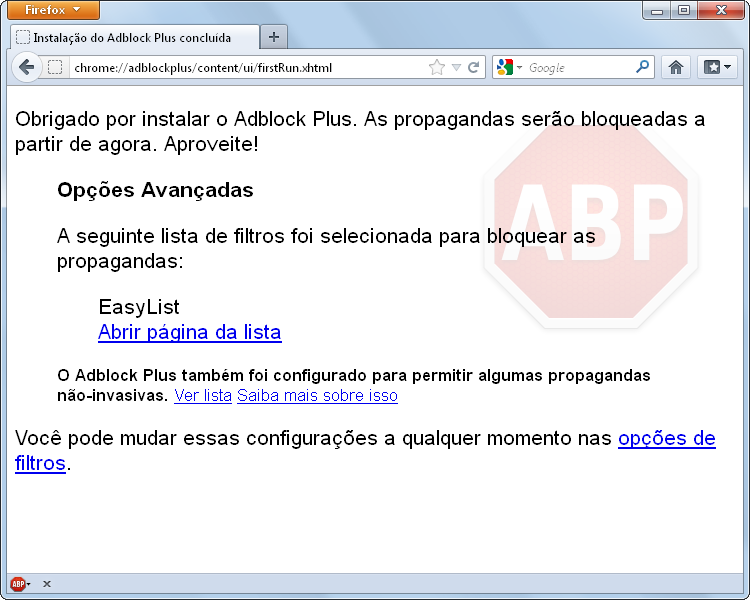 Firefox
Instalação do Adblock Plus concluída
chrome://adblockplus/content/ui/firstRun.xhtml
Google
Obrigado por instalar o Adblock Plus. As propagandas serão bloqueadas a
partir de agora. Aproveite!
ABP
Opções Avançadas
A seguinte lista de filtros foi selecionada para bloquear as
propagandas:
EasyList
Abrir página da lista
O Adblock Plus também foi configurado para permitir algumas propagandas
não-invasivas. Ver lista Saiba mais sobre isso
Você pode mudar essas configurações a qualquer momento nas opções de
filtros.
ABP